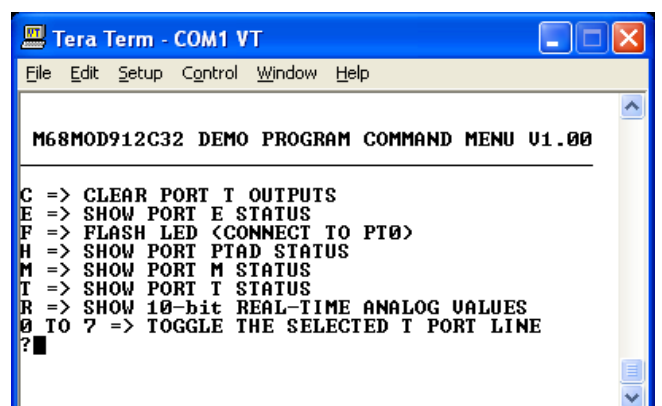 Tera Term - COM1 VT
File Edit Setup Control Window Help
M68MOD912C32 DEMO PROGRAM COMMAND MENU V1.00
C => CLEAR PORT T OUTPUTS
E => SHOW PORT E STATUS
F => FLASH LED (CONNECT TO PT0)
H => SHOW PORT PTAD STATUS
M => SHOW PORT M STATUS
T => SHOW PORT T STATUS
R => SHOW 10-bit REAL-TIME ANALOG VALUES
0 TO 7 => TOGGLE THE SELECTED T PORT LINE
?